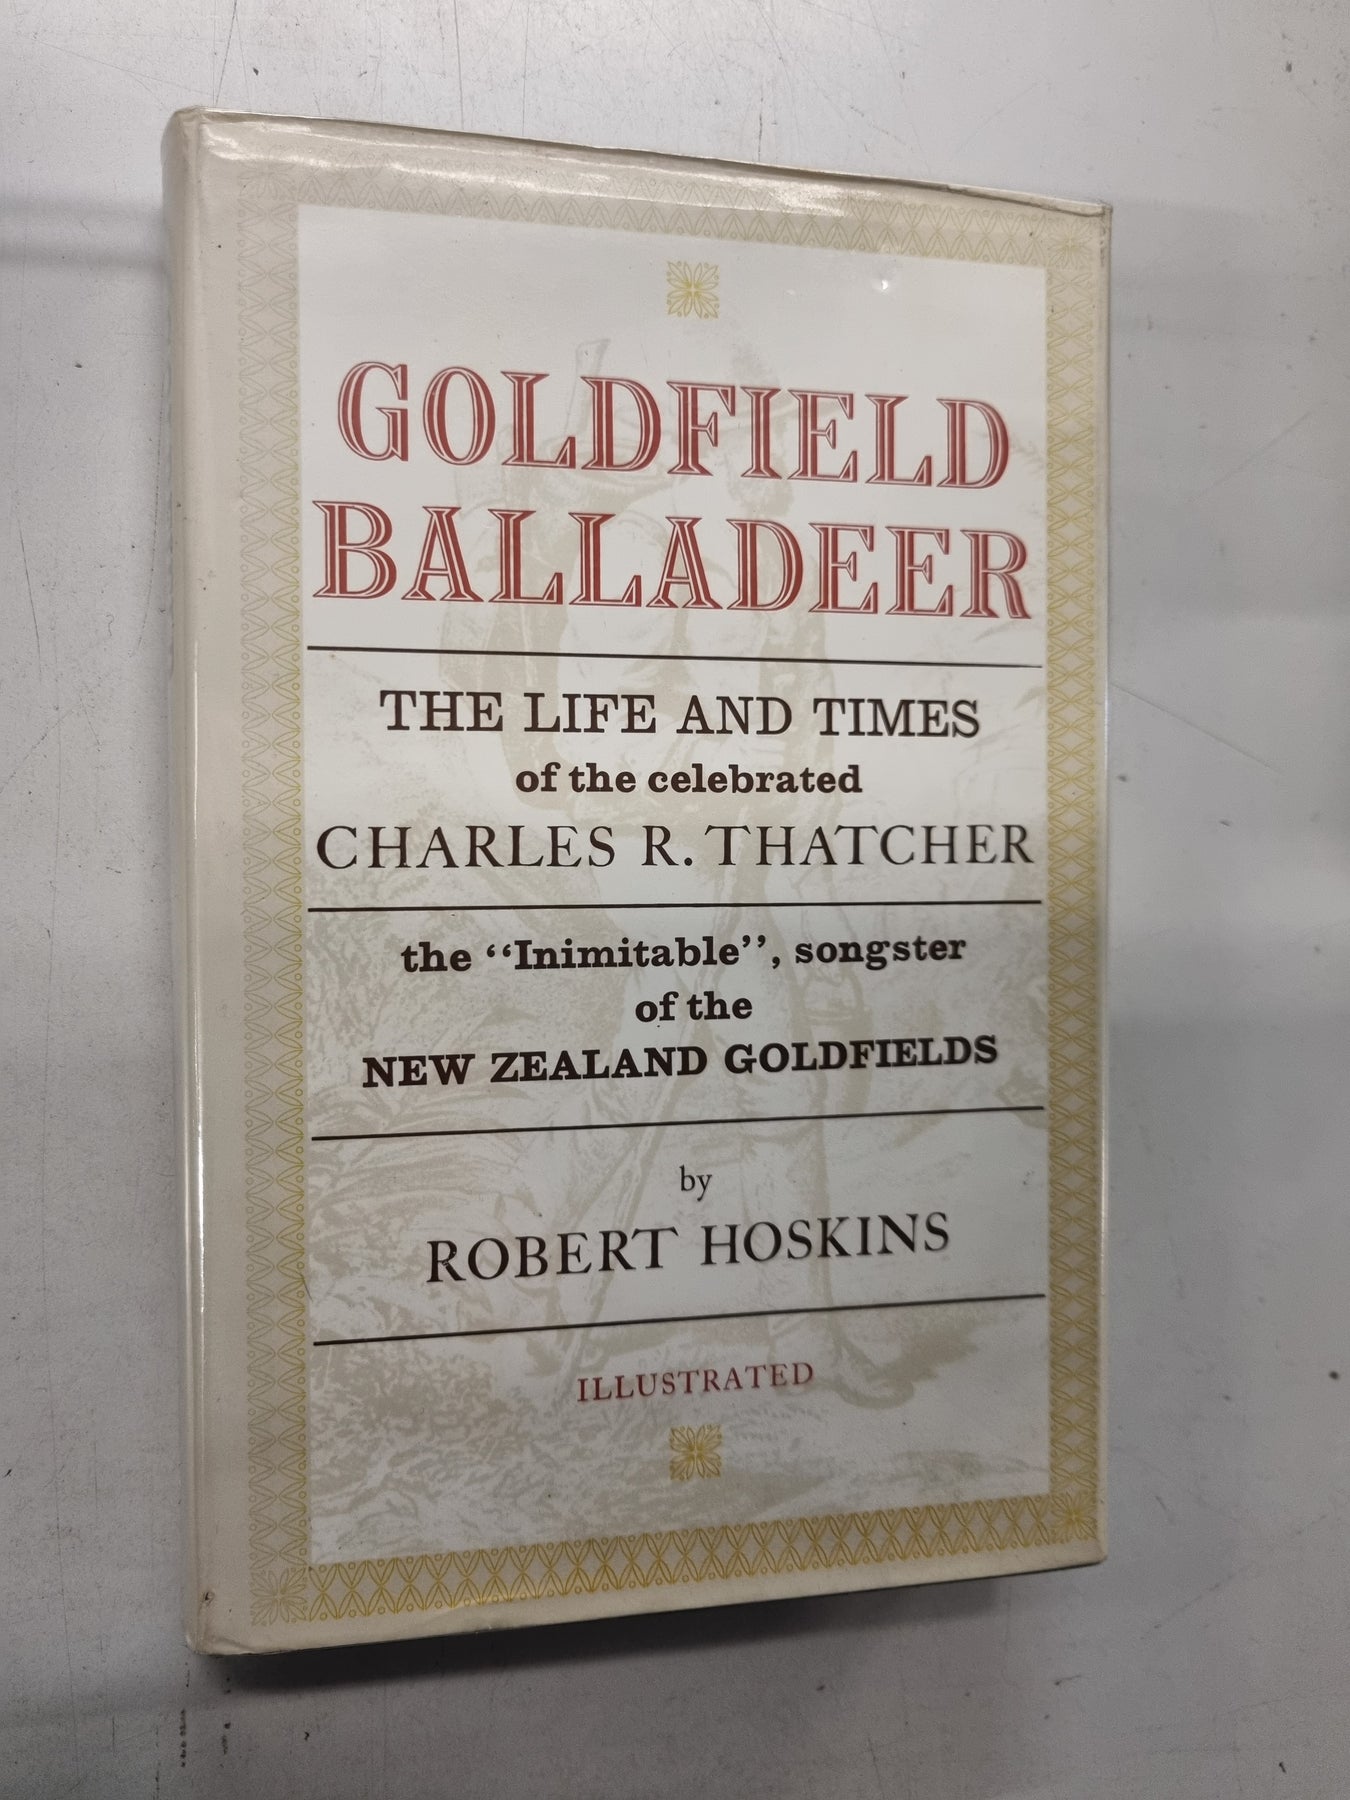 GOLDFIELD
BALLADEER
THE LIFE AND TIMES
of the celebrated
CHARLES R. THATCHER
the “Inimitable”, songster
of the
NEW ZEALAND GOLDFIELDS
by
ROBERT HOSKINS
ILLUSTRATED